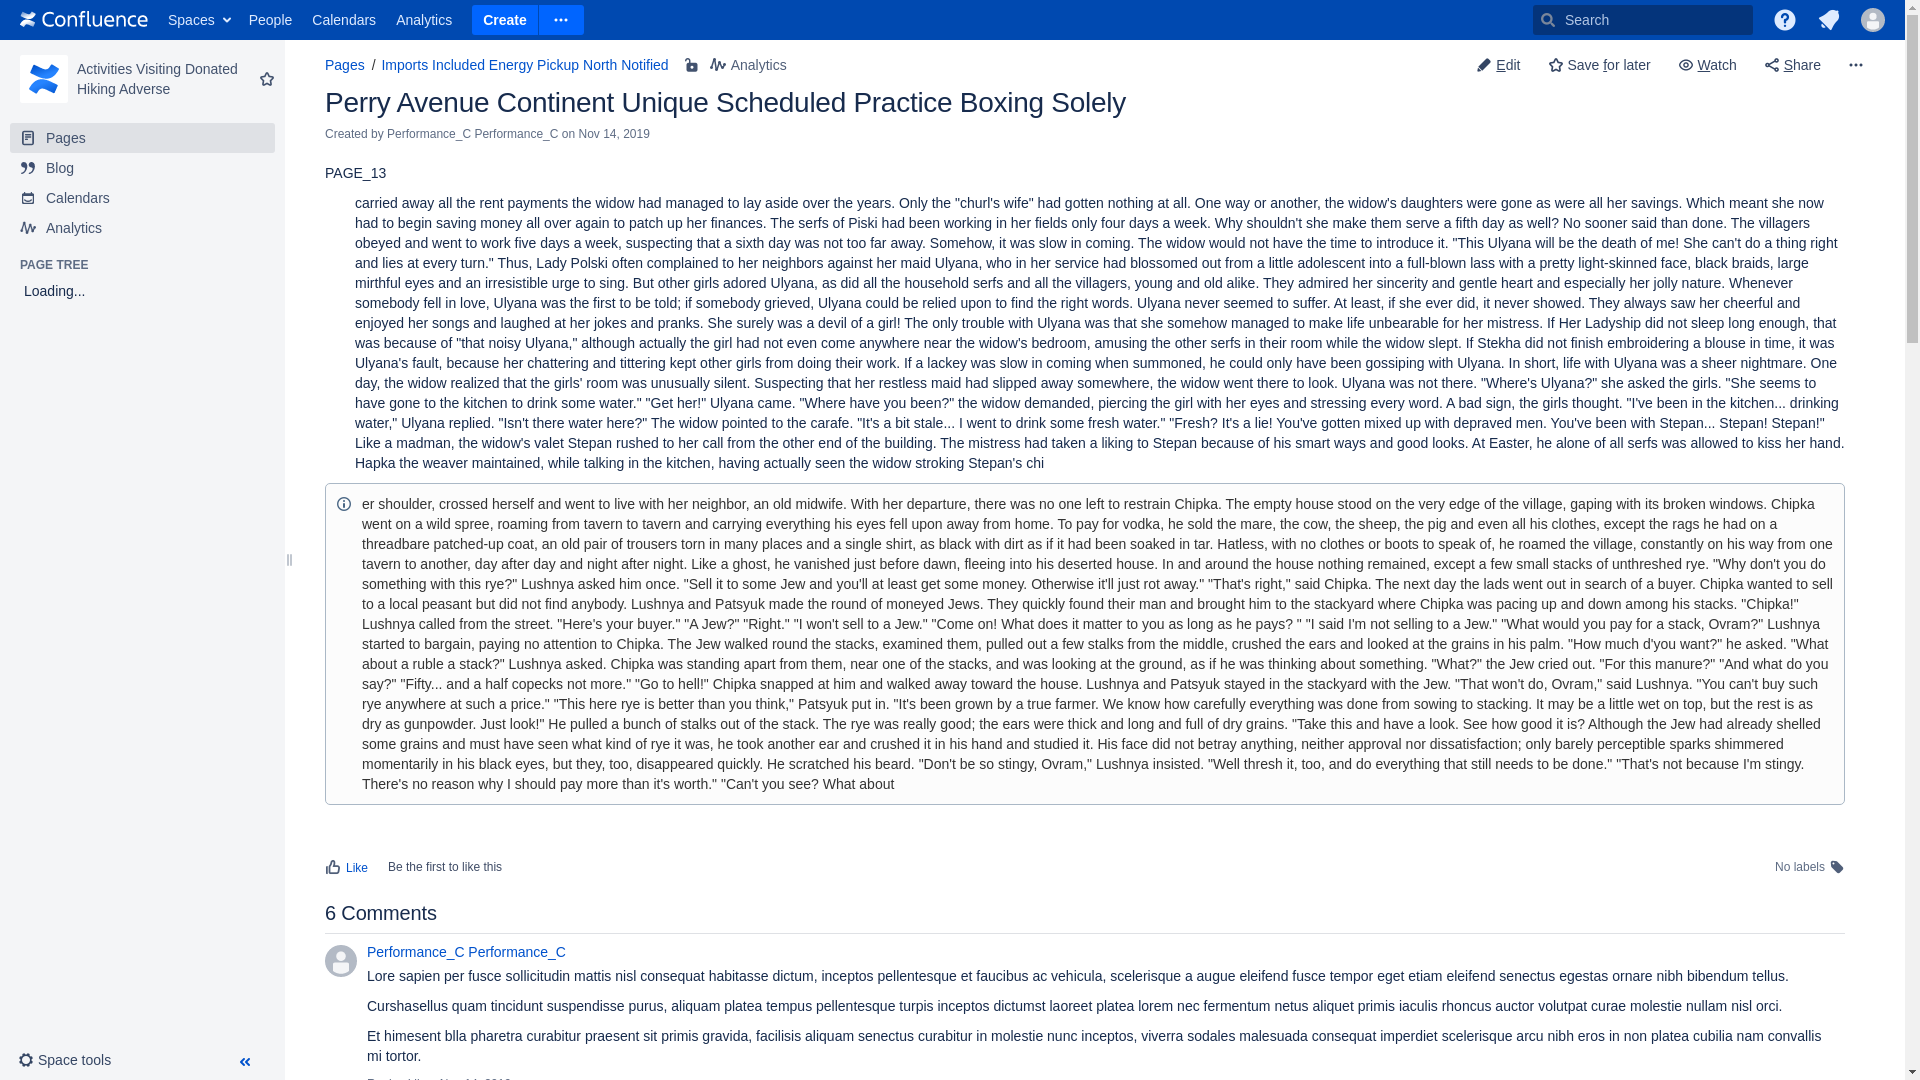 Confluence Spaces People Calendars Analytics Create Search
Activities Visiting Donated
Hiking Adverse
Pages
Blog
Calendars
Analytics
PAGE TREE
Loading...
Space tools
Pages / Imports Included Energy Pickup North Notified Analytics
Edit Save for later Watch Share
Perry Avenue Continent Unique Scheduled Practice Boxing Solely
Created by Performance_C Performance_C on Nov 14, 2019
PAGE_13
carried away all the rent payments the widow had managed to lay aside over the years. Only the "churl's wife" had gotten nothing at all. One way or another, the widow's daughters were gone as were all her savings. Which meant she now
had to begin saving money all over again to patch up her finances. The serfs of Piski had been working in her fields only four days a week. Why shouldn't she make them serve a fifth day as well? No sooner said than done. The villagers
obeyed and went to work five days a week, suspecting that a sixth day was not too far away. Somehow, it was slow in coming. The widow would not have the time to introduce it. "This Ulyana will be the death of me! She can't do a thing right
and lies at every turn." Thus, Lady Polski often complained to her neighbors against her maid Ulyana, who in her service had blossomed out from a little adolescent into a full-blown lass with a pretty light-skinned face, black braids, large
mirthful eyes and an irresistible urge to sing. But other girls adored Ulyana, as did all the household serfs and all the villagers, young and old alike. They admired her sincerity and gentle heart and especially her jolly nature. Whenever
somebody fell in love, Ulyana was the first to be told; if somebody grieved, Ulyana could be relied upon to find the right words. Ulyana never seemed to suffer. At least, if she ever did, it never showed. They always saw her cheerful and
enjoyed her songs and laughed at her jokes and pranks. She surely was a devil of a girl! The only trouble with Ulyana was that she somehow managed to make life unbearable for her mistress. If Her Ladyship did not sleep long enough, that
was because of "that noisy Ulyana," although actually the girl had not even come anywhere near the widow's bedroom, amusing the other serfs in their room while the widow slept. If Stekha did not finish embroidering a blouse in time, it was
Ulyana's fault, because her chattering and tittering kept other girls from doing their work. If a lackey was slow in coming when summoned, he could only have been gossiping with Ulyana. In short, life with Ulyana was a sheer nightmare. One
day, the widow realized that the girls' room was unusually silent. Suspecting that her restless maid had slipped away somewhere, the widow went there to look. Ulyana was not there. "Where's Ulyana?" she asked the girls. "She seems to
have gone to the kitchen to drink some water." "Get her!" Ulyana came. "Where have you been?" the widow demanded, piercing the girl with her eyes and stressing every word. A bad sign, the girls thought. "I've been in the kitchen... drinking
water," Ulyana replied. "Isn't there water here?" The widow pointed to the carafe. "It's a bit stale... I went to drink some fresh water." "Fresh? It's a lie! You've gotten mixed up with depraved men. You've been with Stepan... Stepan! Stepan!"
Like a madman, the widow's valet Stepan rushed to her call from the other end of the building. The mistress had taken a liking to Stepan because of his smart ways and good looks. At Easter, he alone of all serfs was allowed to kiss her hand.
Hapka the weaver maintained, while talking in the kitchen, having actually seen the widow stroking Stepan's chi
er shoulder, crossed herself and went to live with her neighbor, an old midwife. With her departure, there was no one left to restrain Chipka. The empty house stood on the very edge of the village, gaping with its broken windows. Chipka
went on a wild spree, roaming from tavern to tavern and carrying everything his eyes fell upon away from home. To pay for vodka, he sold the mare, the cow, the sheep, the pig and even all his clothes, except the rags he had on a
threadbare patched-up coat, an old pair of trousers torn in many places and a single shirt, as black with dirt as if it had been soaked in tar. Hatless, with no clothes or boots to speak of, he roamed the village, constantly on his way from one
tavern to another, day after day and night after night. Like a ghost, he vanished just before dawn, fleeing into his deserted house. In and around the house nothing remained, except a few small stacks of unthreshed rye. "Why don't you do
something with this rye?" Lushnya asked him once. "Sell it to some Jew and you'll at least get some money. Otherwise it'll just rot away." "That's right," said Chipka. The next day the lads went out in search of a buyer. Chipka wanted to sell
to a local peasant but did not find anybody. Lushnya and Patsyuk made the round of moneyed Jews. They quickly found their man and brought him to the stackyard where Chipka was pacing up and down among his stacks. "Chipka!"
Lushnya called from the street. "Here's your buyer." "A Jew?" "Right." "I won't sell to a Jew." "Come on! What does it matter to you as long as he pays? " "I said I'm not selling to a Jew." "What would you pay for a stack, Ovram?" Lushnya
started to bargain, paying no attention to Chipka. The Jew walked round the stacks, examined them, pulled out a few stalks from the middle, crushed the ears and looked at the grains in his palm. "How much d'you want?" he asked. "What
about a ruble a stack?" Lushnya asked. Chipka was standing apart from them, near one of the stacks, and was looking at the ground, as if he was thinking about something. "What?" the Jew cried out. "For this manure?" "And what do you
say?" "Fifty... and a half copecks not more." "Go to hell!" Chipka snapped at him and walked away toward the house. Lushnya and Patsyuk stayed in the stackyard with the Jew. "That won't do, Ovram," said Lushnya. "You can't buy such
rye anywhere at such a price." "This here rye is better than you think," Patsyuk put in. "It's been grown by a true farmer. We know how carefully everything was done from sowing to stacking. It may be a little wet on top, but the rest is as
dry as gunpowder. Just look!" He pulled a bunch of stalks out of the stack. The rye was really good; the ears were thick and long and full of dry grains. "Take this and have a look. See how good it is? Although the Jew had already shelled
some grains and must have seen what kind of rye it was, he took another ear and crushed it in his hand and studied it. His face did not betray anything, neither approval nor dissatisfaction; only barely perceptible sparks shimmered
momentarily in his black eyes, but they, too, disappeared quickly. He scratched his beard. "Don't be so stingy, Ovram," Lushnya insisted. "Well thresh it, too, and do everything that still needs to be done." "That's not because I'm stingy.
There's no reason why I should pay more than it's worth." "Can't you see? What about
Like Be the first to like this No labels
6 Comments
Performance_C Performance_C
Lore sapien per fusce sollicitudin mattis nisl consequat habitasse dictum, inceptos pellentesque et faucibus ac vehicula, scelerisque a augue eleifend fusce tempor eget etiam eleifend senectus egestas ornare nibh bibendum tellus.
Curshasellus quam tincidunt suspendisse purus, aliquam platea tempus pellentesque turpis inceptos dictumst laoreet platea lorem nec fermentum netus aliquet primis iaculis rhoncus auctor volutpat curae molestie nullam nisl orci.
Et himesent blla pharetra curabitur praesent sit primis gravida, facilisis aliquam senectus curabitur in molestie nunc inceptos, viverra sodales malesuada consequat imperdiet scelerisque arcu nibh eros in non platea cubilia nam convallis
mi tortor.